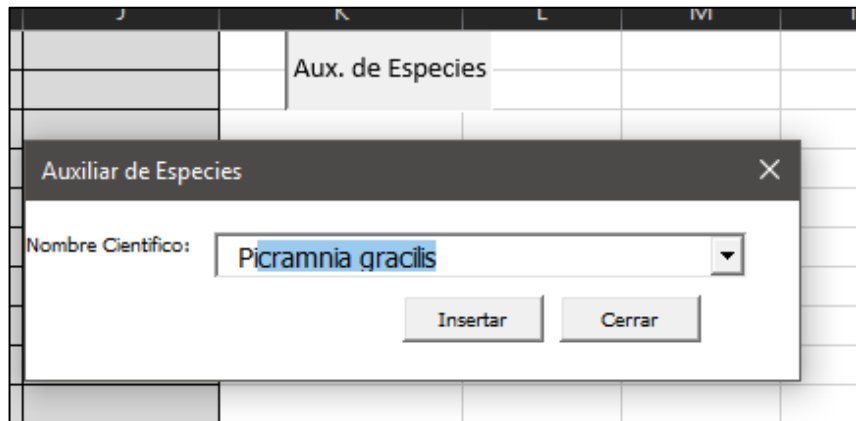 J K L M
Aux. de Especies
Auxiliar de Especies
Nombre Cientifico: Picramnia gracilis
Insertar Cerrar